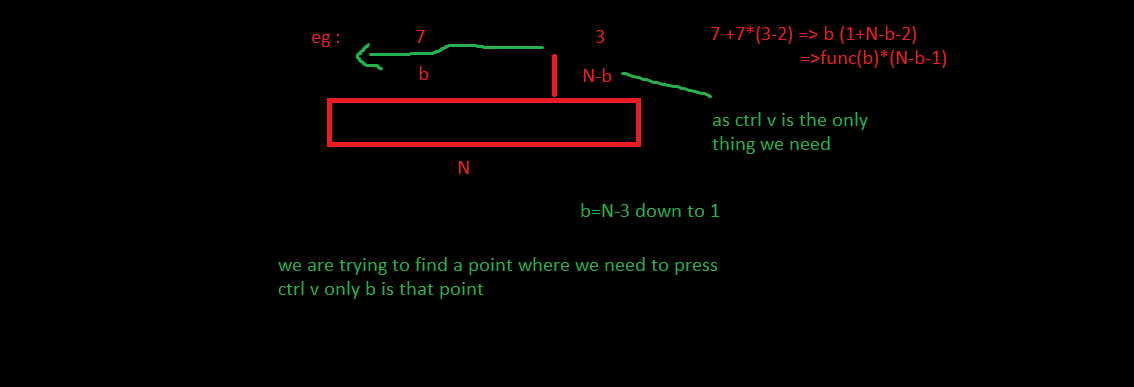 eg : 7 3 7 +7*(3-2) => b (1+N-b-2)
=>func(b)*(N-b-1)
b N-b
as ctrl v is the only
thing we need
N
b=N-3 down to 1
we are trying to find a point where we need to press
ctrl v only b is that point